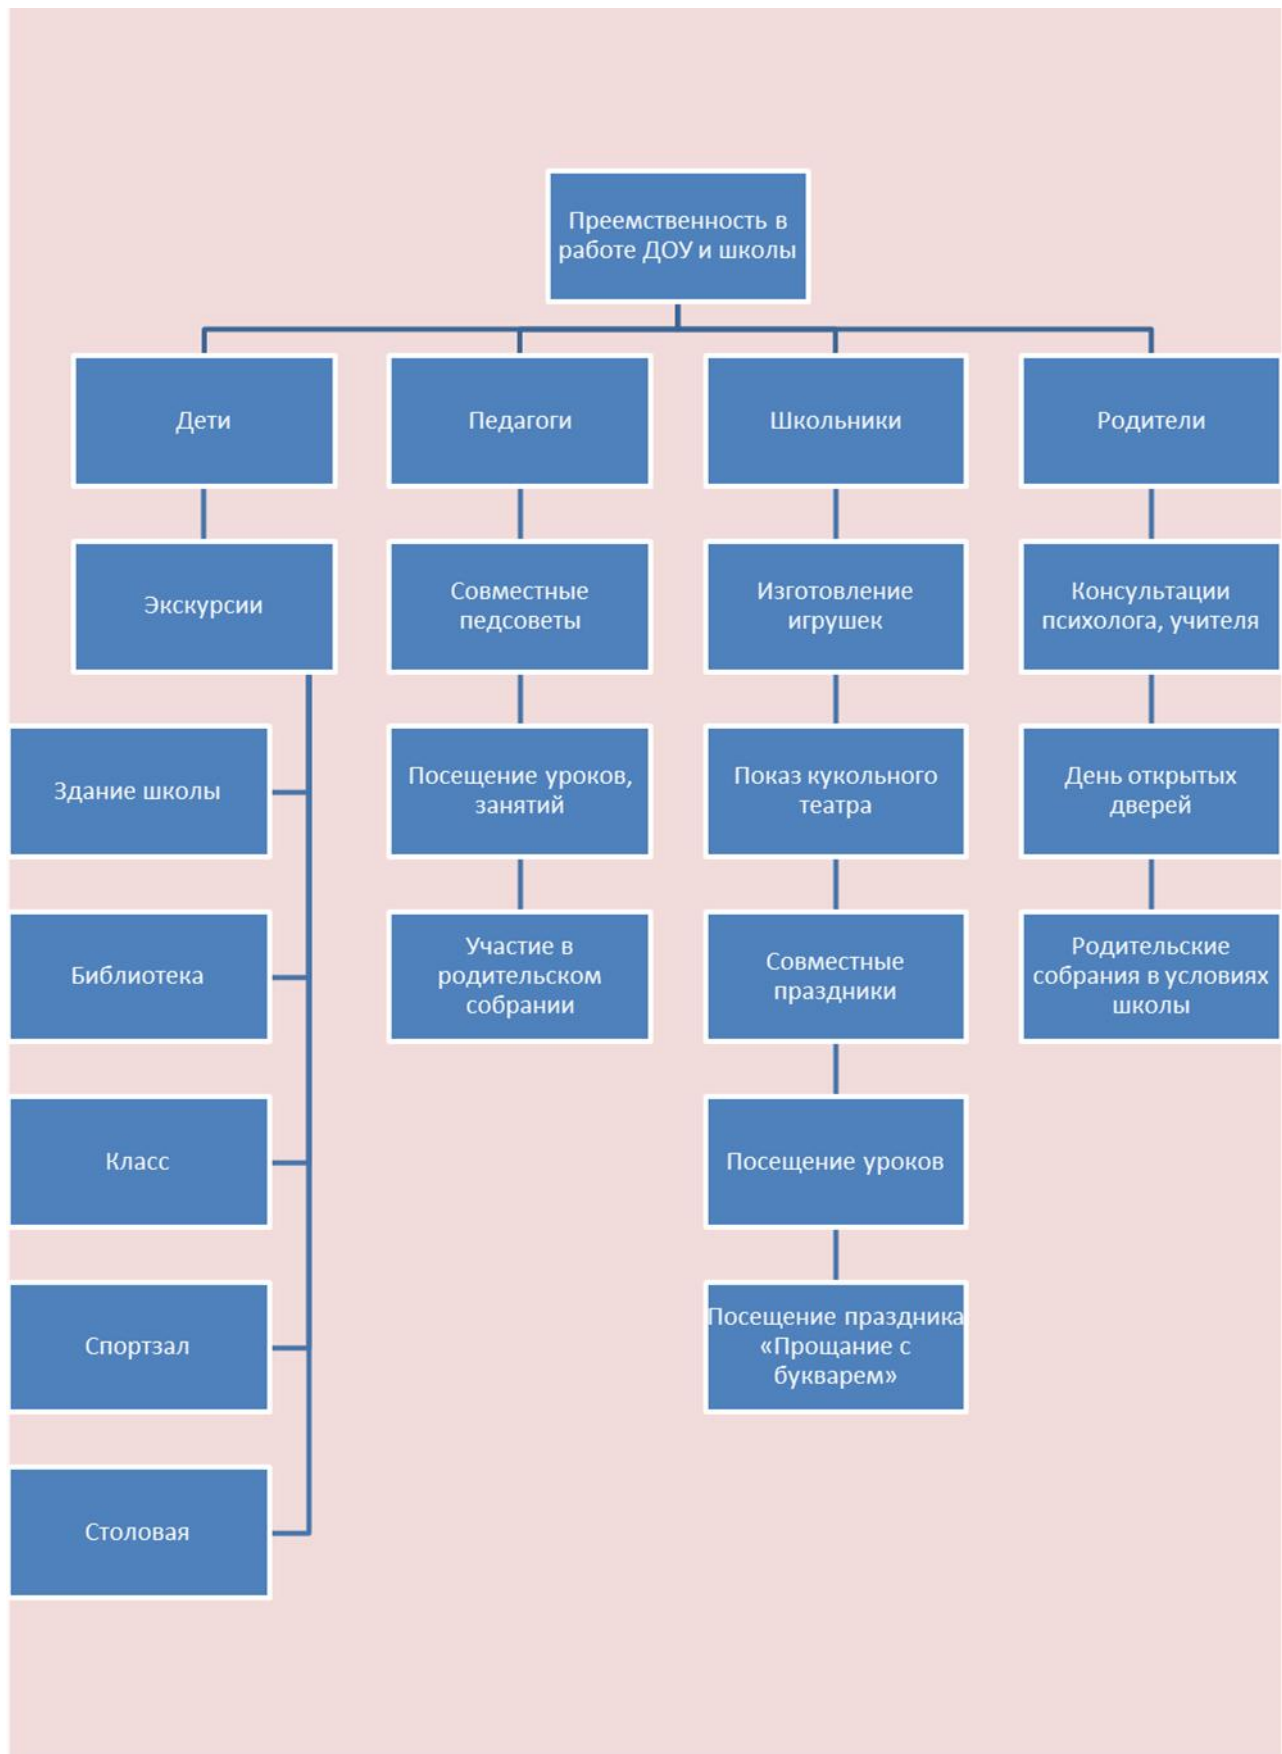 Преемственность в
работе ДОУ и школы
Дети
Педагоги
Школьники
Родители
Экскурсии
Совместные
педсоветы
Изготовление
игрушек
Консультации
психолога, учителя
Здание школы
Посещение уроков,
занятий
Показ кукольного
театра
День открытых
дверей
Библиотека
Участие в
родительском
собрании
Совместные
праздники
Родительские
собрания в условиях
школы
Класс
Посещение уроков
Спортзал
Посещение праздника
«Прощание с
букварем»
Столовая